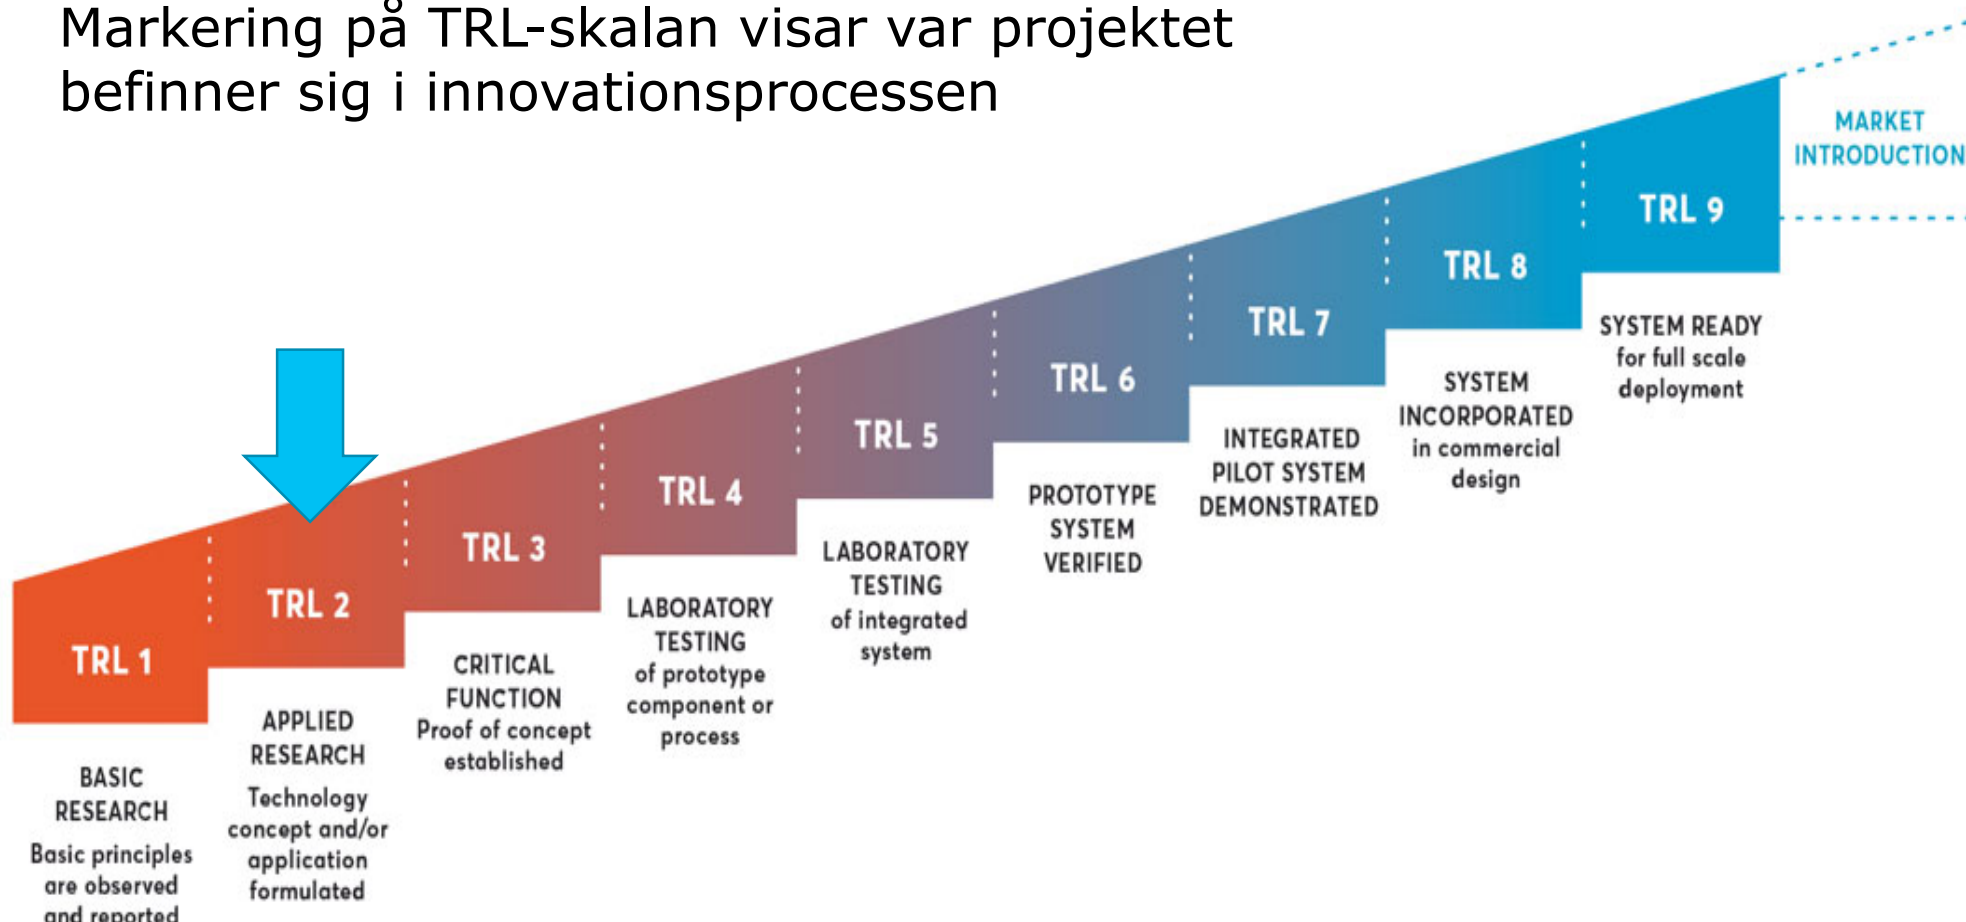 Markering på TRL-skalan visar var projektet
befinner sig i innovationsprocessen
TRL 1
BASIC
RESEARCH
Basic principles
are observed
and reported
TRL 2
APPLIED
RESEARCH
Technology
concept and/or
application
formulated
TRL 3
CRITICAL
FUNCTION
Proof of concept
established
TRL 4
LABORATORY
TESTING
of prototype
component or
process
TRL 5
LABORATORY
TESTING
of integrated
system
TRL 6
PROTOTYPE
SYSTEM
VERIFIED
TRL 7
INTEGRATED
PILOT SYSTEM
DEMONSTRATED
TRL 8
SYSTEM
INCORPORATED
in commercial
design
TRL 9
SYSTEM READY
for full scale
deployment
MARKET
INTRODUCTION